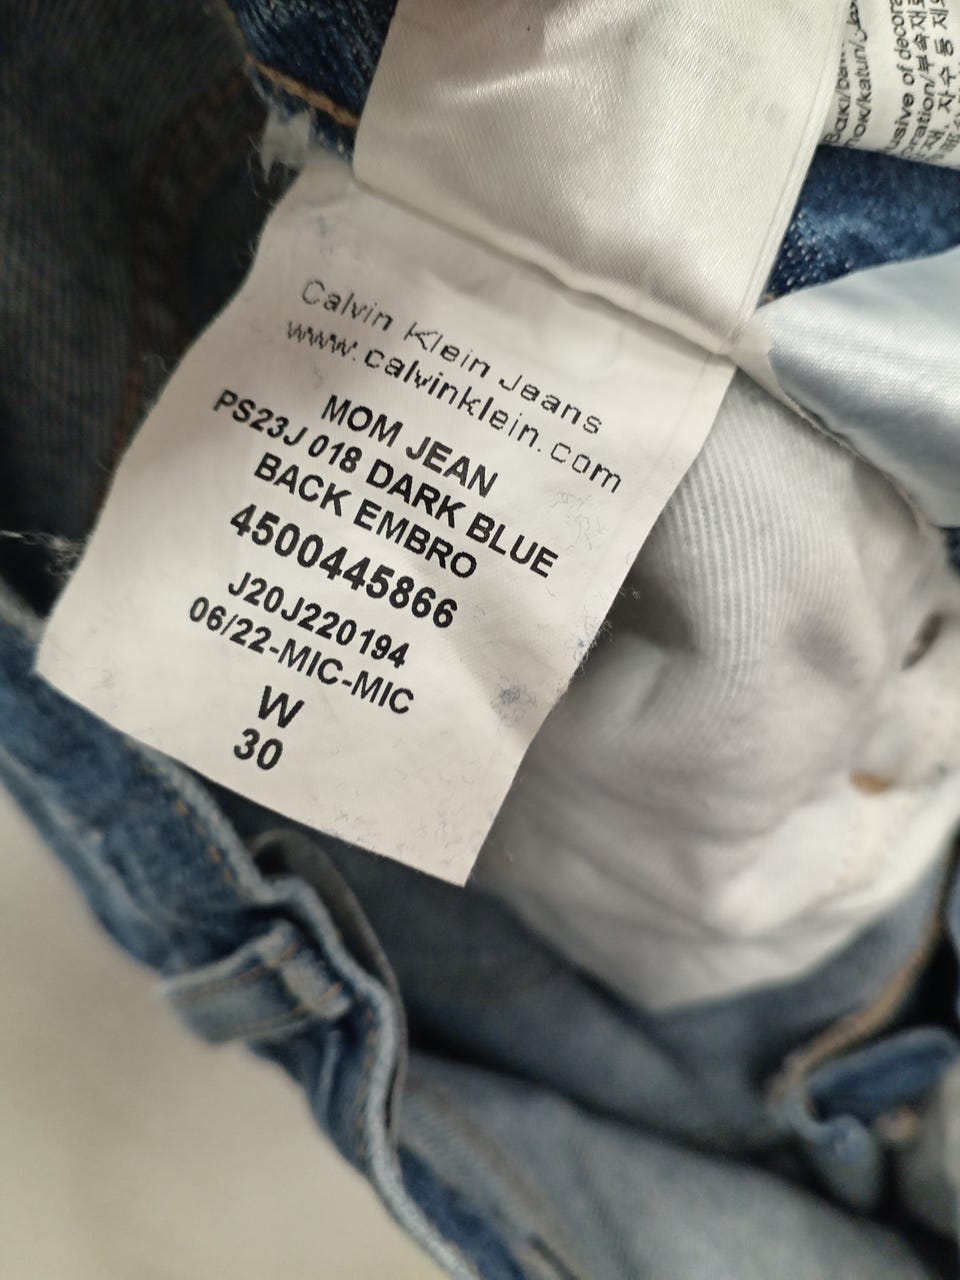 Calvin Klein Jeans
www.calvinklein.com
MOM JEAN
PS23J 018 DARK BLUE
BACK EMBRO
4500445866
J20J220194
06/22-MIC-MIC
W
30